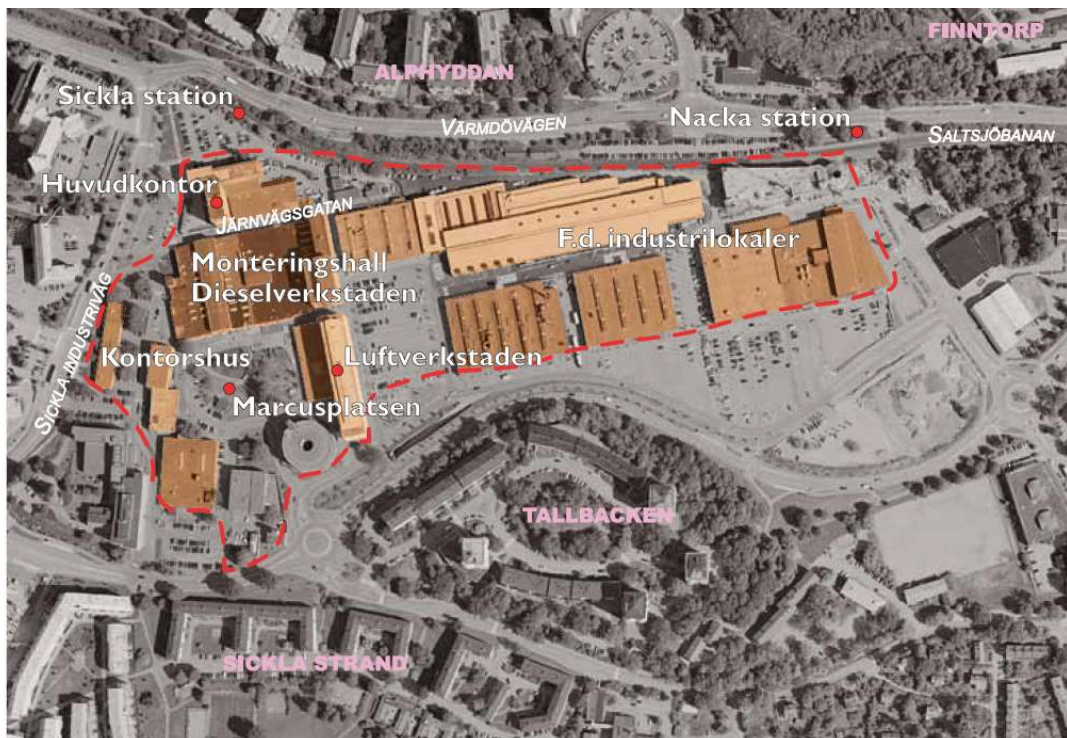 FINNTORP
ALPHYDDAN
Sickla station
VÄRMDÖVÄGEN
Nacka station
SALTSJÖBANAN
Huvudkontor
JÄRNVÄGSGATAN
F.d. industrilokaler
Monteringshall
Dieselverkstaden
SICKLA INDUSTRIVÄG
Kontorshus
Luftverkstaden
Marcusplatsen
TALLBACKEN
SICKLA STRAND